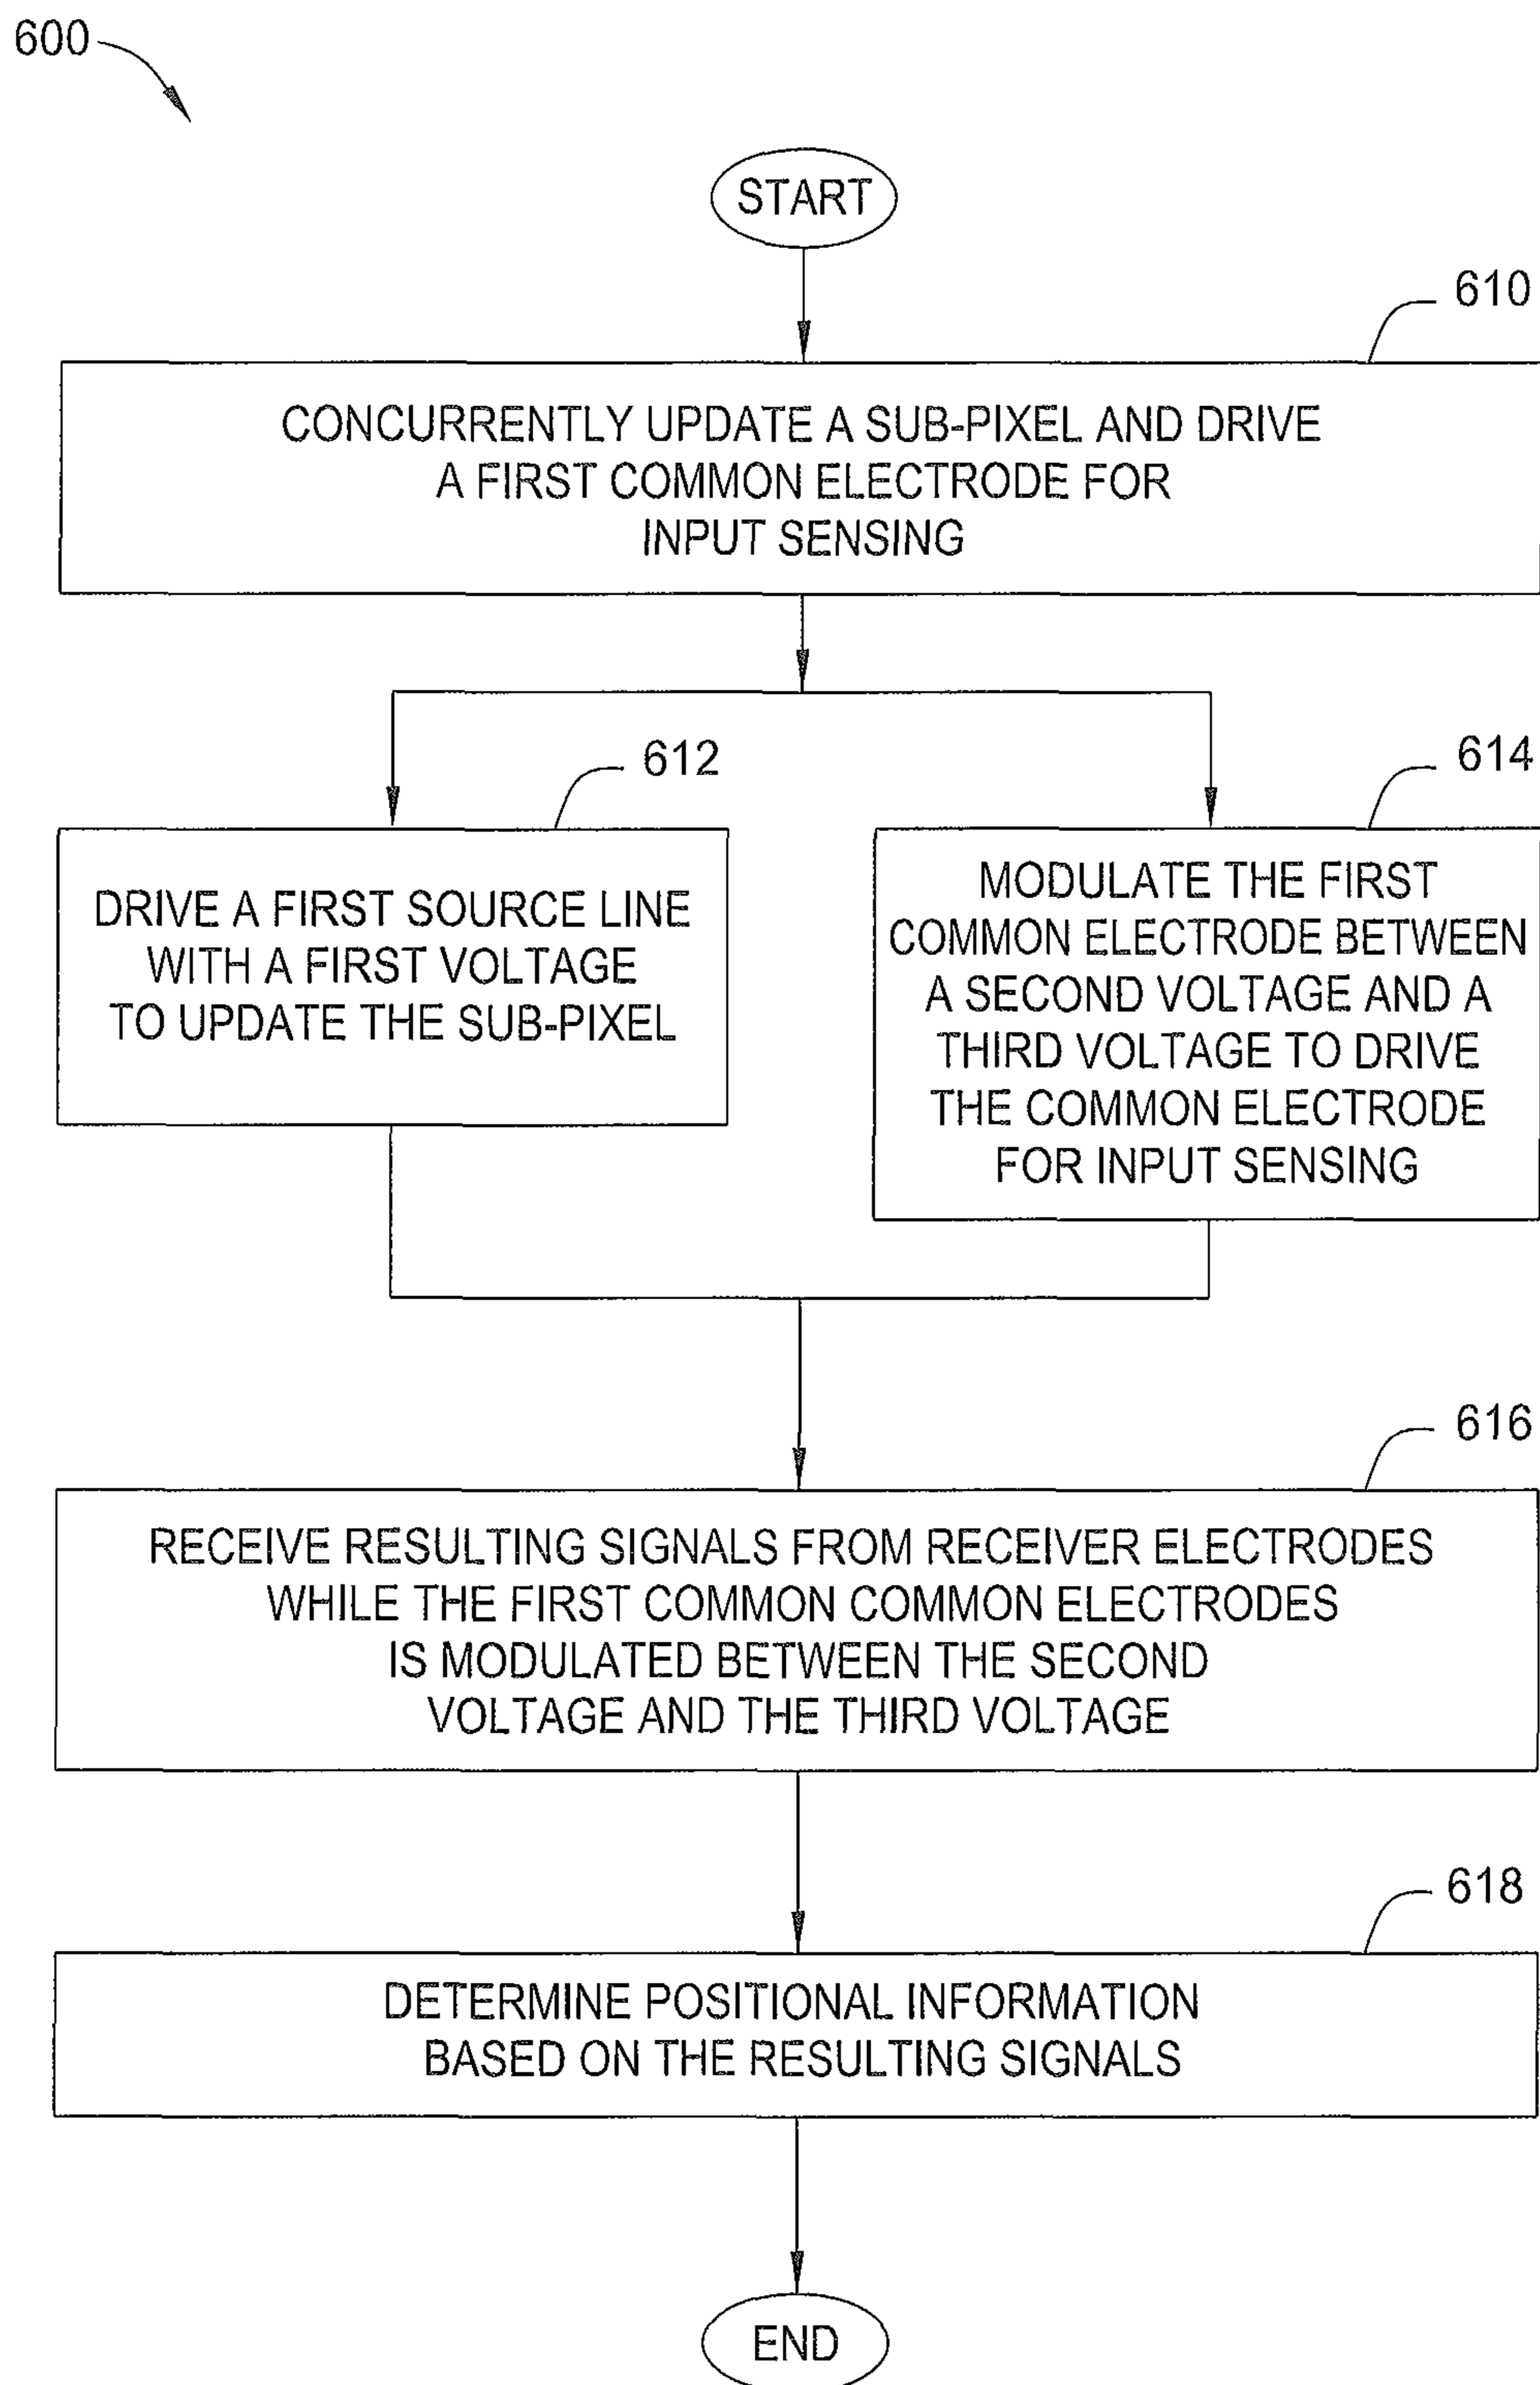 600
START
610
CONCURRENTLY UPDATE A SUB-PIXEL AND DRIVE
A FIRST COMMON ELECTRODE FOR
INPUT SENSING
612
DRIVE A FIRST SOURCE LINE
WITH A FIRST VOLTAGE
TO UPDATE THE SUB-PIXEL
614
MODULATE THE FIRST
COMMON ELECTRODE BETWEEN
A SECOND VOLTAGE AND A
THIRD VOLTAGE TO DRIVE
THE COMMON ELECTRODE
FOR INPUT SENSING
616
RECEIVE RESULTING SIGNALS FROM RECEIVER ELECTRODES
WHILE THE FIRST COMMON COMMON ELECTRODES
IS MODULATED BETWEEN THE SECOND
VOLTAGE AND THE THIRD VOLTAGE
618
DETERMINE POSITIONAL INFORMATION
BASED ON THE RESULTING SIGNALS
END